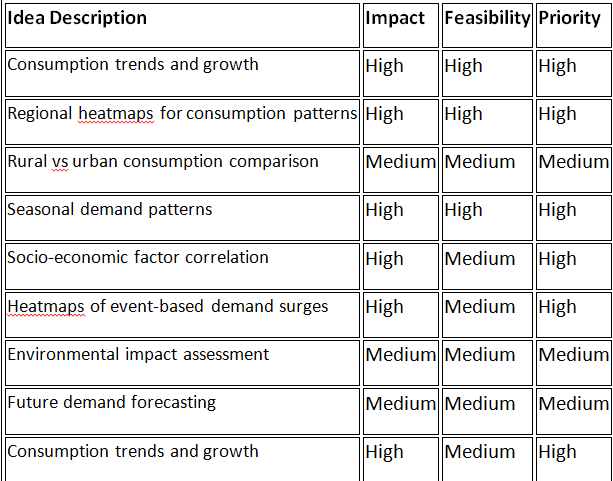 Idea Description Impact Feasibility Priority
Consumption trends and growth High High High
Regional heatmaps for consumption patterns High High High
Rural vs urban consumption comparison Medium Medium Medium
Seasonal demand patterns High High High
Socio-economic factor correlation High Medium High
Heatmaps of event-based demand surges High Medium High
Environmental impact assessment Medium Medium Medium
Future demand forecasting Medium Medium Medium
Consumption trends and growth High Medium High